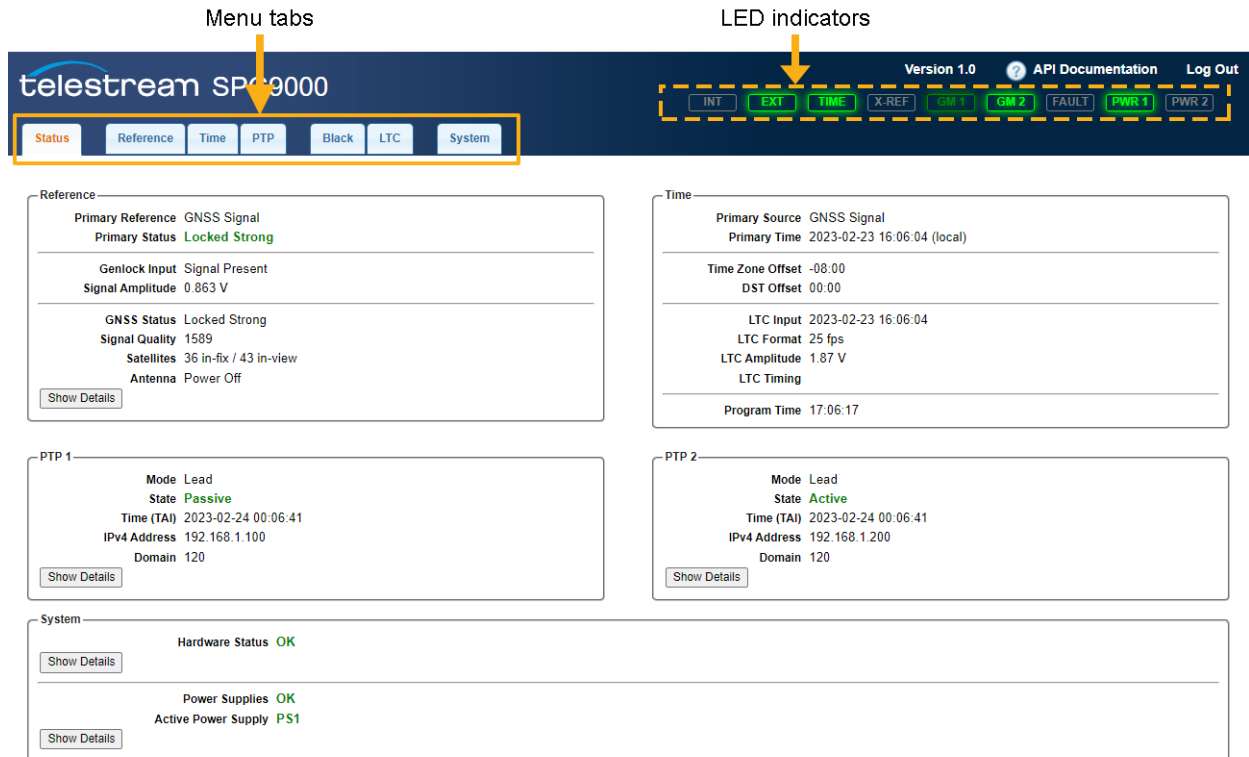 Menu tabs
LED indicators
telestream SPG9000
Version 1.0 ? API Documentation Log Out
INT EXT TIME X-REF GM 1 GM 2 FAULT PWR 1 PWR 2
Status Reference Time PTP Black LTC System
Reference
Primary Reference GNSS Signal
Primary Status Locked Strong
Genlock Input Signal Present
Signal Amplitude 0.863 V
GNSS Status Locked Strong
Signal Quality 1589
Satellites 36 in-fix / 43 in-view
Antenna Power Off
Show Details
Time
Primary Source GNSS Signal
Primary Time 2023-02-23 16:06:04 (local)
Time Zone Offset -08:00
DST Offset 00:00
LTC Input 2023-02-23 16:06:04
LTC Format 25 fps
LTC Amplitude 1.87 V
LTC Timing
Program Time 17:06:17
PTP 1
Mode Lead
State Passive
Time (TAI) 2023-02-24 00:06:41
IPv4 Address 192.168.1.100
Domain 120
Show Details
PTP 2
Mode Lead
State Active
Time (TAI) 2023-02-24 00:06:41
IPv4 Address 192.168.1.200
Domain 120
Show Details
System
Hardware Status OK
Show Details
Power Supplies OK
Active Power Supply PS1
Show Details